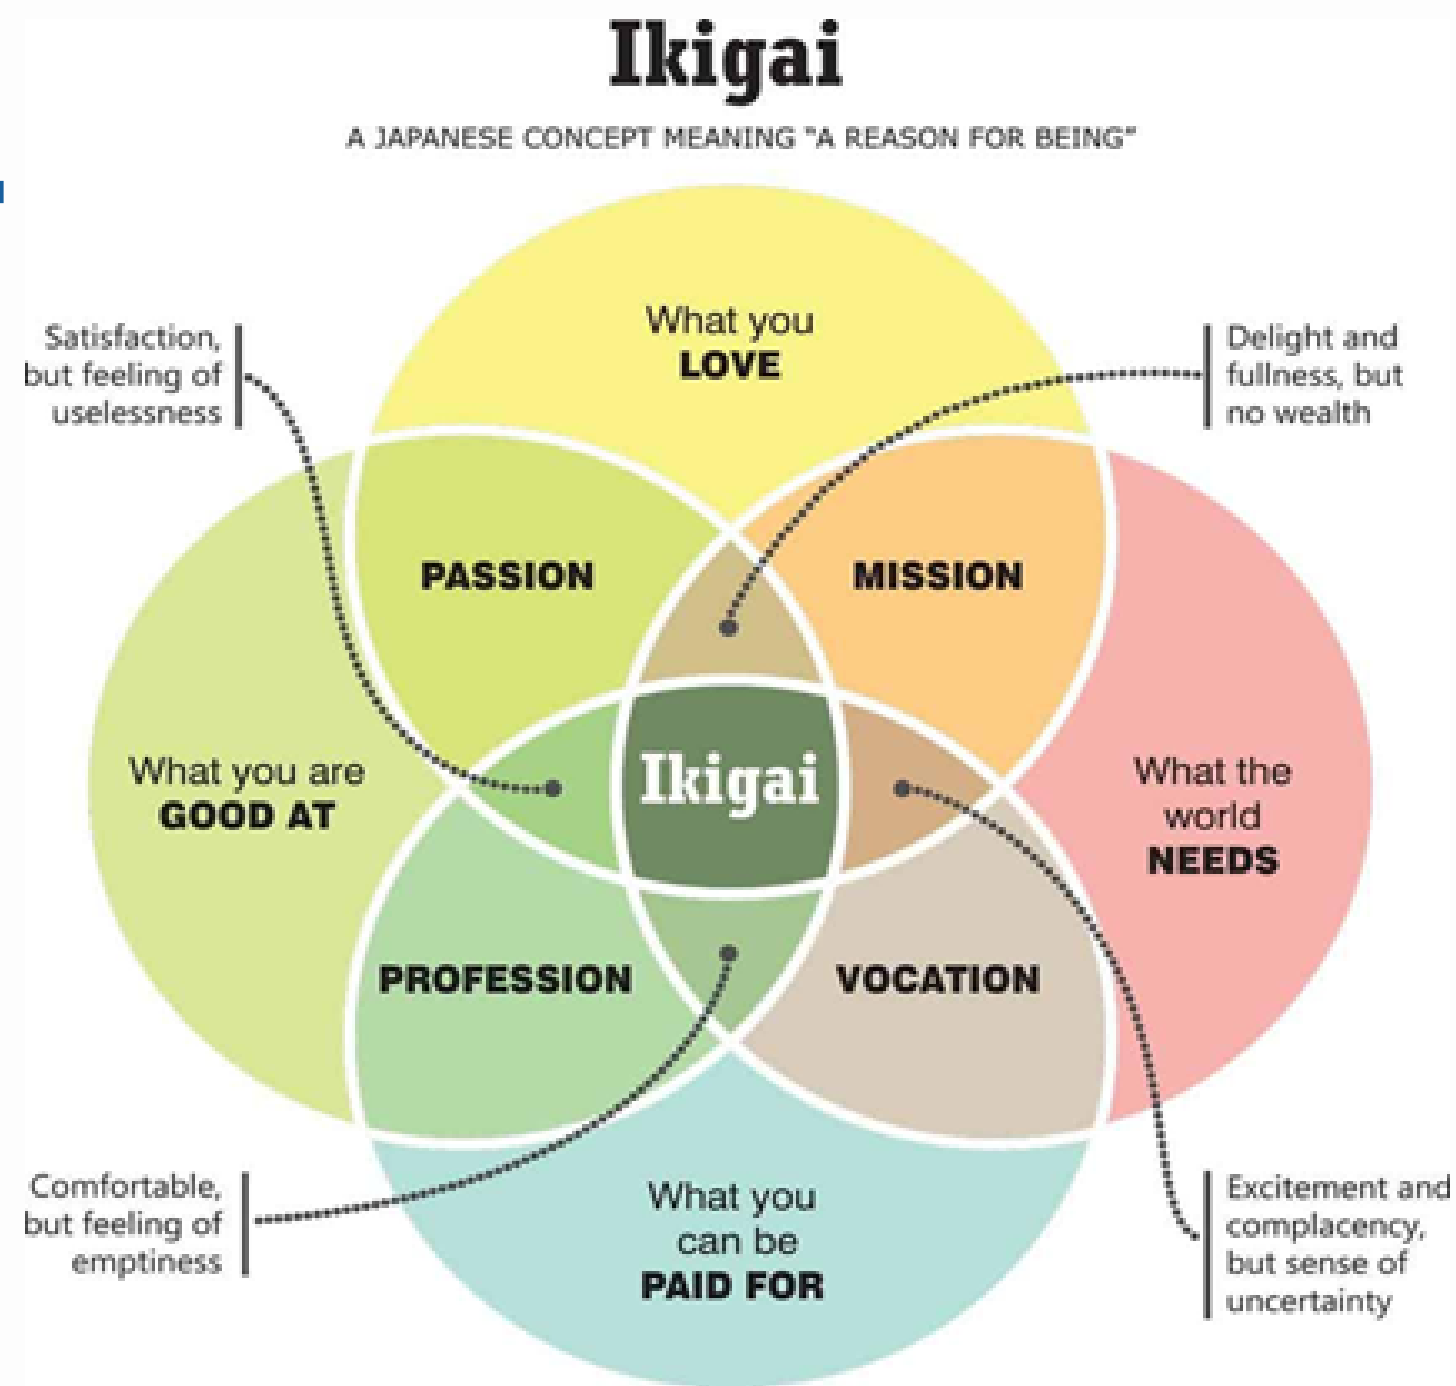 Ikigai
A JAPANESE CONCEPT MEANING "A REASON FOR BEING"
What you
LOVE
Satisfaction,
but feeling of
uselessness
Delight and
fullness, but
no wealth
PASSION
MISSION
What you are
GOOD AT
Ikigai
What the
world
NEEDS
PROFESSION
VOCATION
Comfortable,
but feeling of
emptiness
What you
can be
PAID FOR
Excitement and
complacency,
but sense of
uncertainty